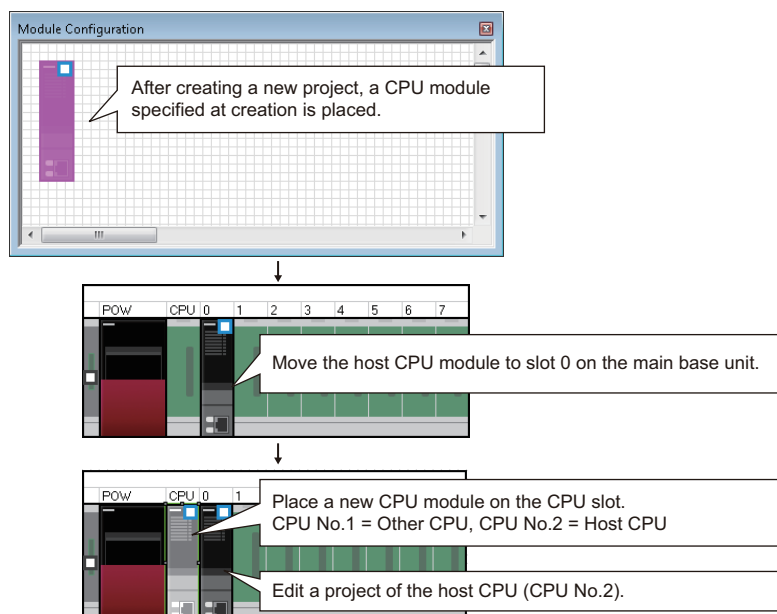 Module Configuration
After creating a new project, a CPU module
specified at creation is placed.
POW CPU 0 1 2 3 4 5 6 7
Move the host CPU module to slot 0 on the main base unit.
POW CPU 0 1
Place a new CPU module on the CPU slot.
CPU No.1 = Other CPU, CPU No.2 = Host CPU
Edit a project of the host CPU (CPU No.2).